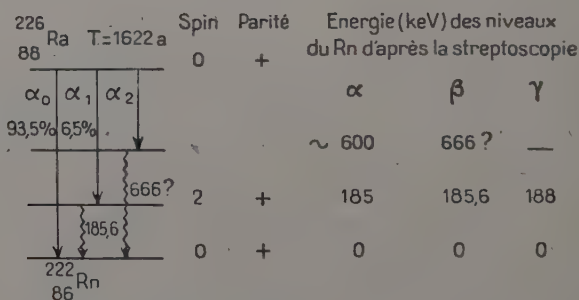 226 Ra T=1622 a Spin Parité Energie (keV) des niveaux
88 du Rn d'après la streptoscopie
0 +
α₀ α₁ α₂ α β γ
93,5% 6,5%
~ 600 666 ? —
666 ?
2 + 185 185,6 188
185,6
0 + 0 0 0
222 Rn
86